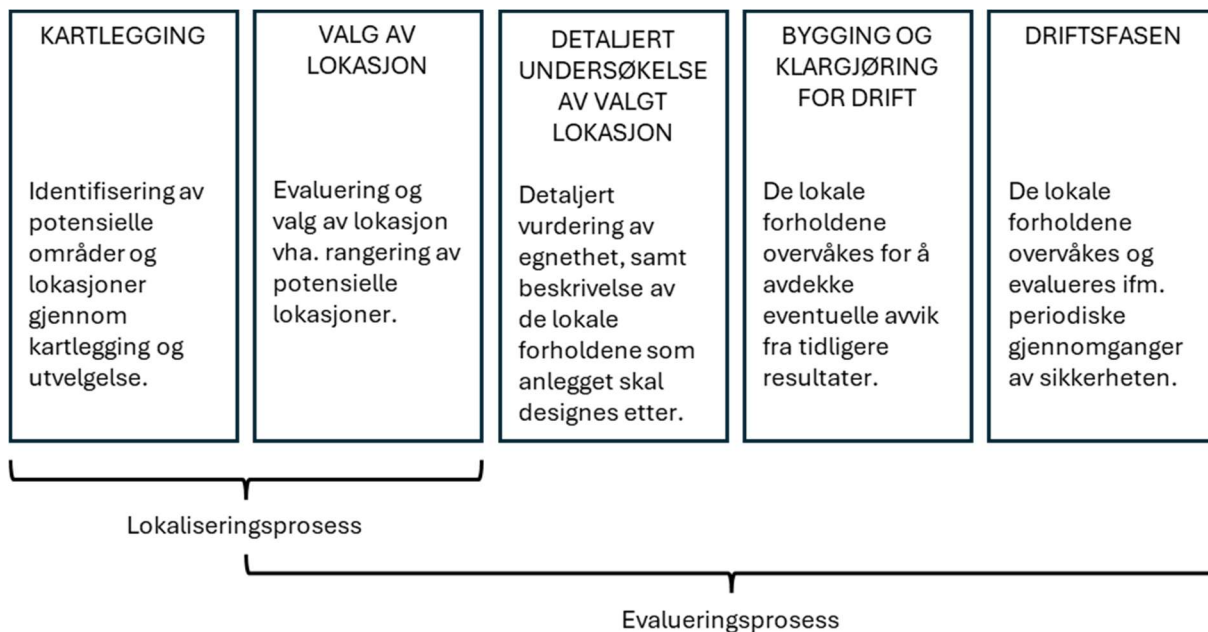 KARTLEGGING
Identifisering av
potensielle
områder og
lokasjoner
gjennom
kartlegging og
utvelgelse.
VALG AV
LOKASJON
Evaluering og
valg av lokasjon
vha. rangering av
potensielle
lokasjoner.
DETALJERT
UNDERSØKELSE
AV VALGT
LOKASJON
Detaljert
vurdering av
egnethet, samt
beskrivelse av
de lokale
forholdene som
anlegget skal
designes etter.
BYGGING OG
KLARGJØRING
FOR DRIFT
De lokale
forholdene
overvåkes for å
avdekke
eventuelle avvik
fra tidligere
resultater.
DRIFTSFASEN
De lokale
forholdene
overvåkes og
evalueres ifm.
periodiske
gjennomganger
av sikkerheten.
Lokaliseringsprosess
Evalueringsprosess